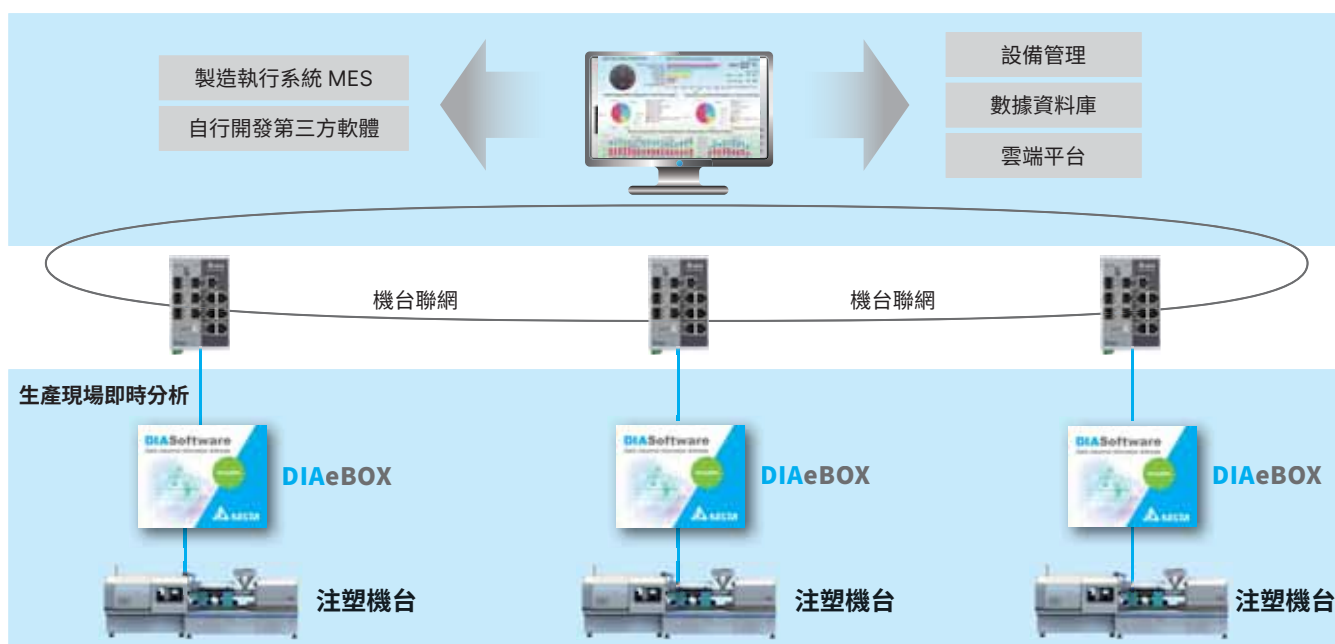 製造執行系統 MES
自行開發第三方軟體
設備管理
數據資料庫
雲端平台
機台聯網
機台聯網
生產現場即時分析
DIASoftware
DIAeBOX
DIASoftware
DIAeBOX
DIASoftware
DIAeBOX
注塑機台
注塑機台
注塑機台